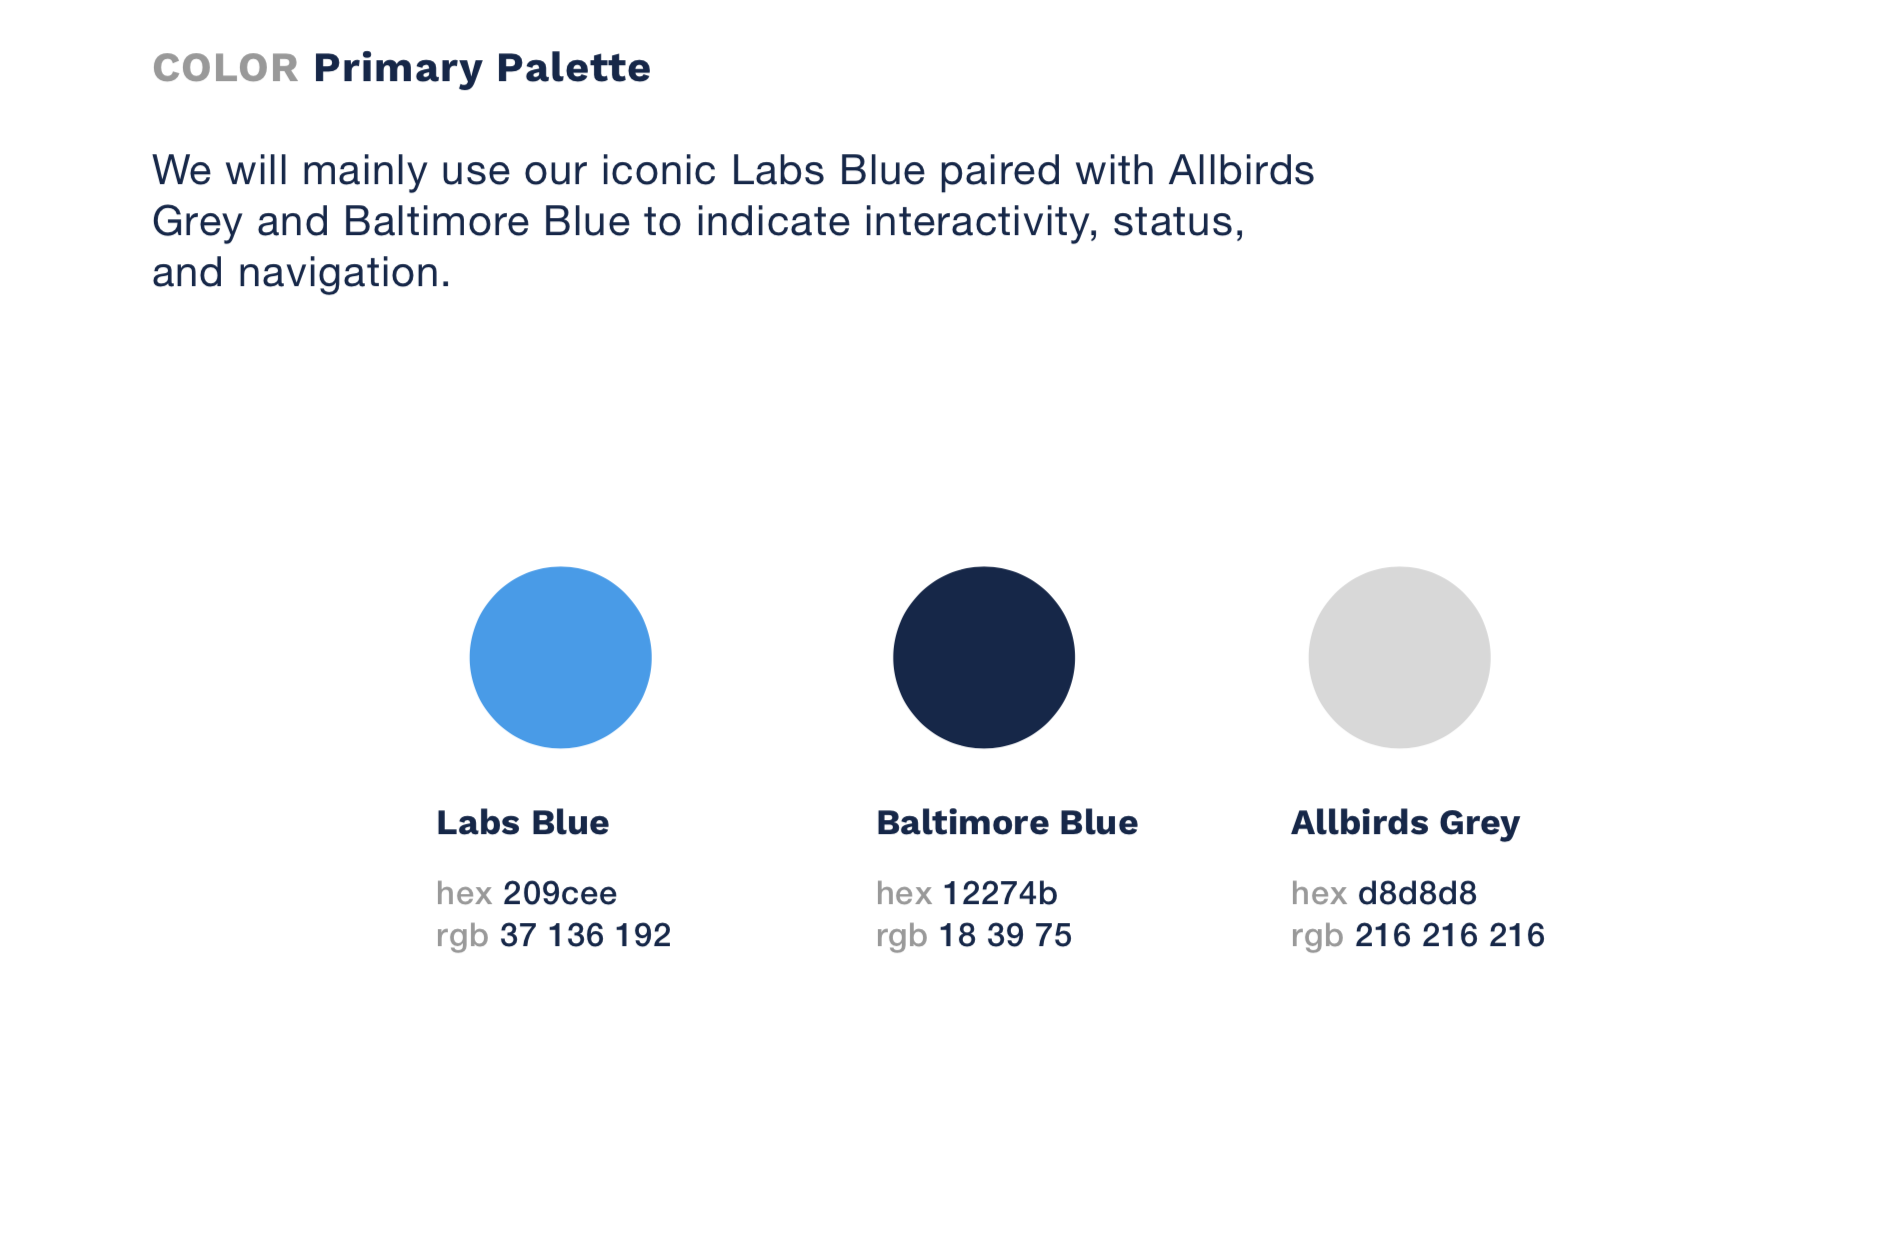 COLOR Primary Palette
We will mainly use our iconic Labs Blue paired with Allbirds
Grey and Baltimore Blue to indicate interactivity, status,
and navigation.
Labs Blue
hex 209cee
rgb 37 136 192
Baltimore Blue
hex 12274b
rgb 18 39 75
Allbirds Grey
hex d8d8d8
rgb 216 216 216